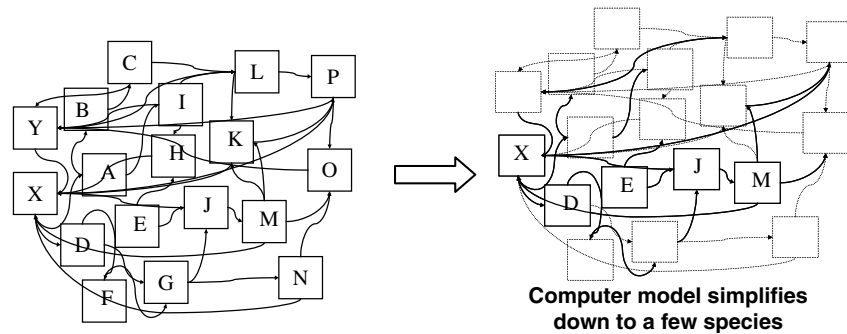 C
L
P
B
I
Y
K
H
O
A
X
J
E
M
D
G
N
F
X
J
E
M
D
Computer model simplifies
down to a few species